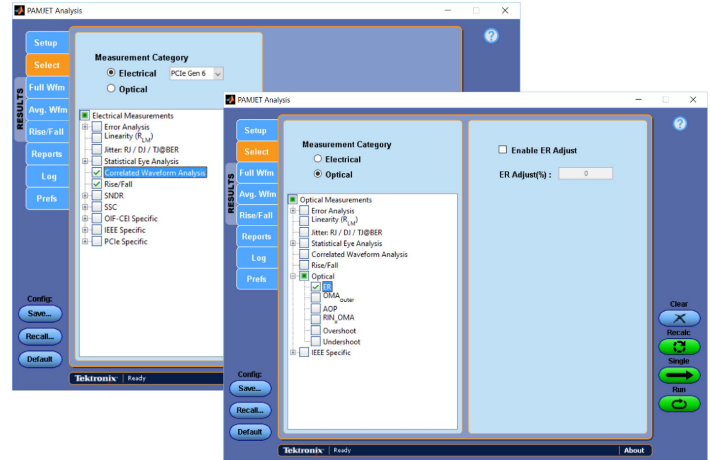 PAMJET Analysis
Setup
Select
Full Wfm
Avg. Wfm
Rise/Fall
Reports
Log
Prefs
RESULTS
Measurement Category
Electrical PCIe Gen 6
Optical
Electrical Measurements
Error Analysis
Linearity (RLM)
Jitter: RJ / DJ / TJ@BER
Statistical Eye Analysis
Correlated Waveform Analysis
Rise/Fall
SNDR
SSC
OIF-CEI Specific
IEEE Specific
PCIe Specific
Config:
Save...
Recall...
Default
Tektronix Ready
PAMJET Analysis
Setup
Select
Full Wfm
Avg. Wfm
Rise/Fall
Reports
Log
Prefs
RESULTS
Measurement Category
Electrical
Optical
Optical Measurements
Error Analysis
Linearity (RLM)
Jitter: RJ / DJ / TJ@BER
Statistical Eye Analysis
Correlated Waveform Analysis
Rise/Fall
Optical
ER
OMAouter
AOP
RINxOMA
Overshoot
Undershoot
IEEE Specific
Enable ER Adjust
ER Adjust(%) : 0
Clear
Recalc
Single
Run
Config:
Save...
Recall...
Default
Tektronix Ready
About